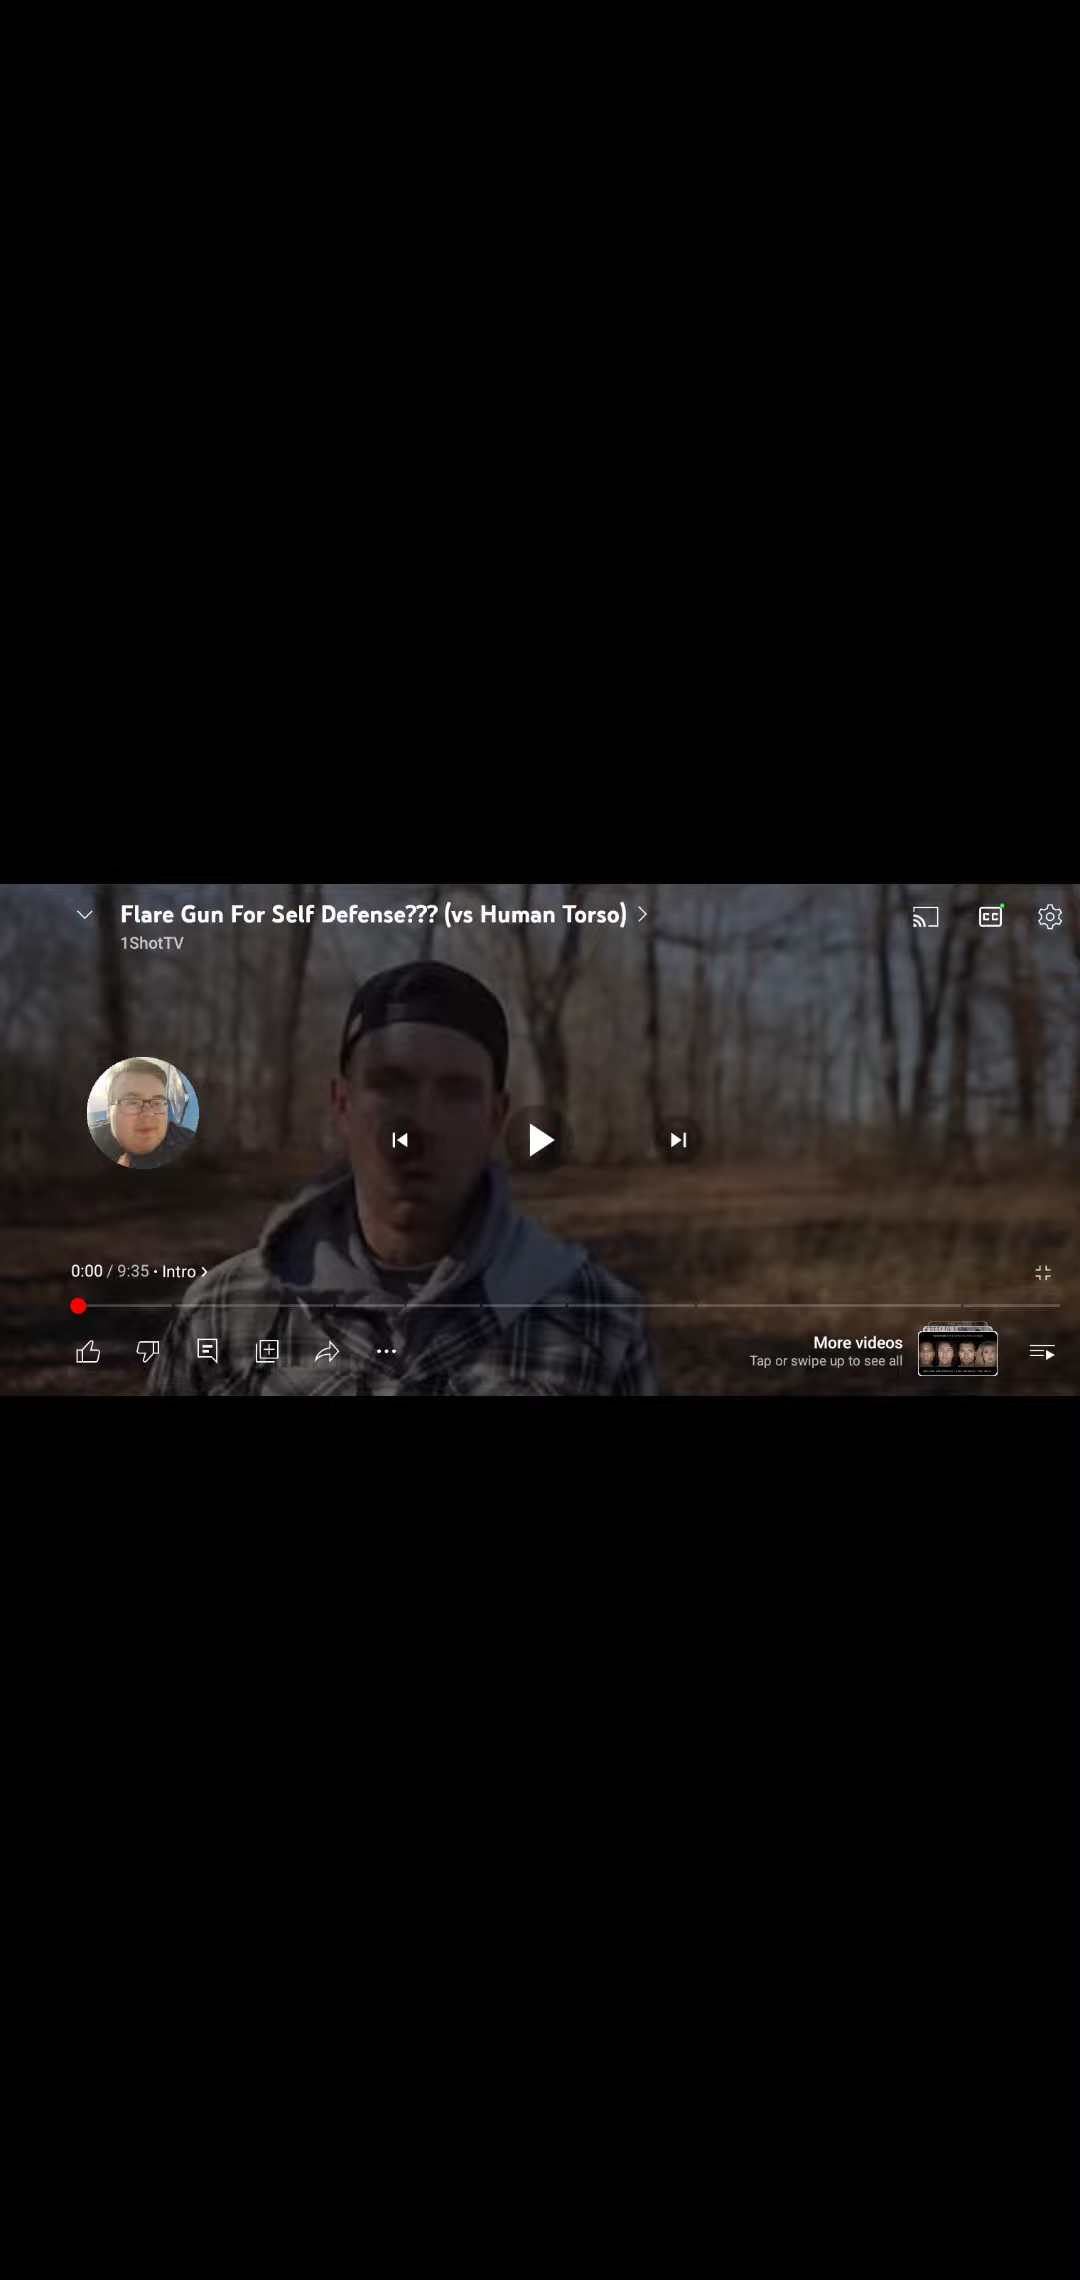 Flare Gun For Self Defense??? (vs Human Torso)
1ShotTV
CC
0:00 / 9:35 • Intro
More videos
Tap or swipe up to see all